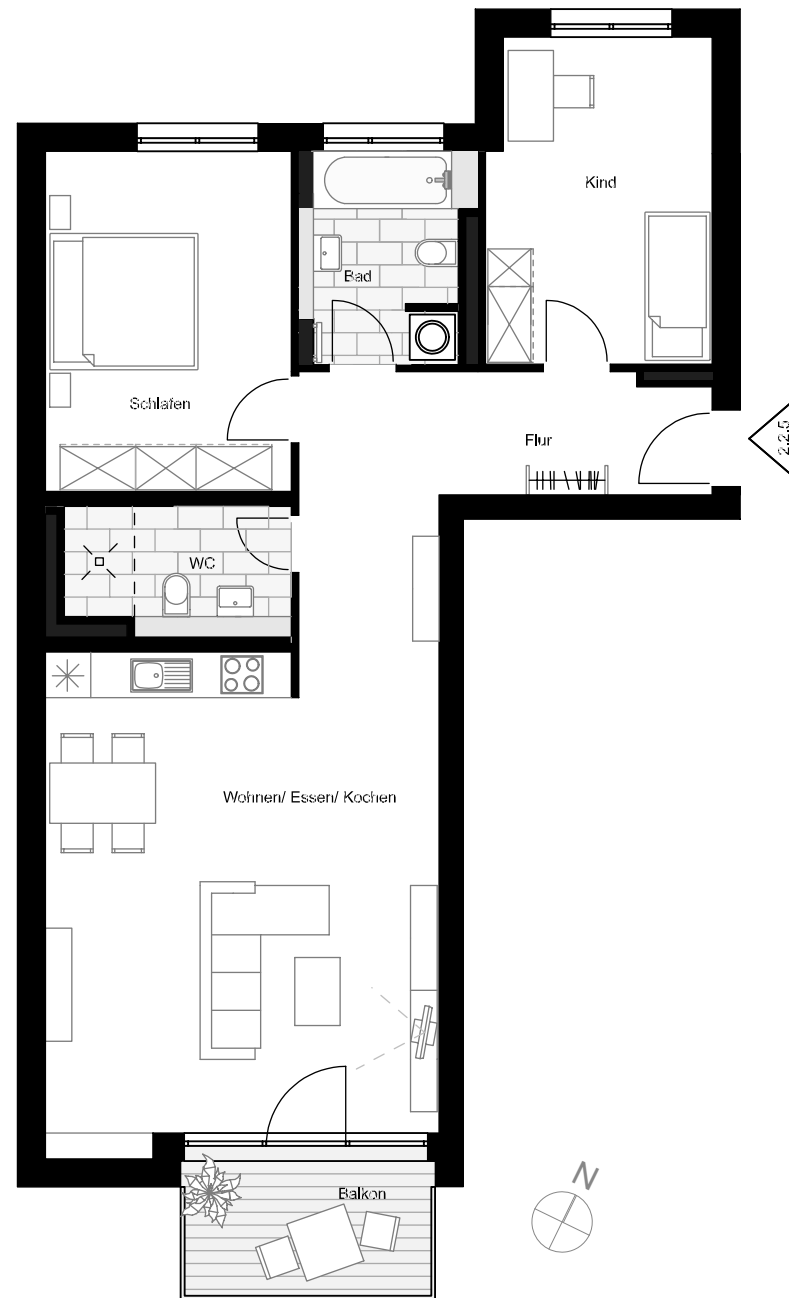 Kind
Bad
Schlafen
Flur
2.2.5
WC
Wohnen/ Essen/ Kochen
Balkon
N